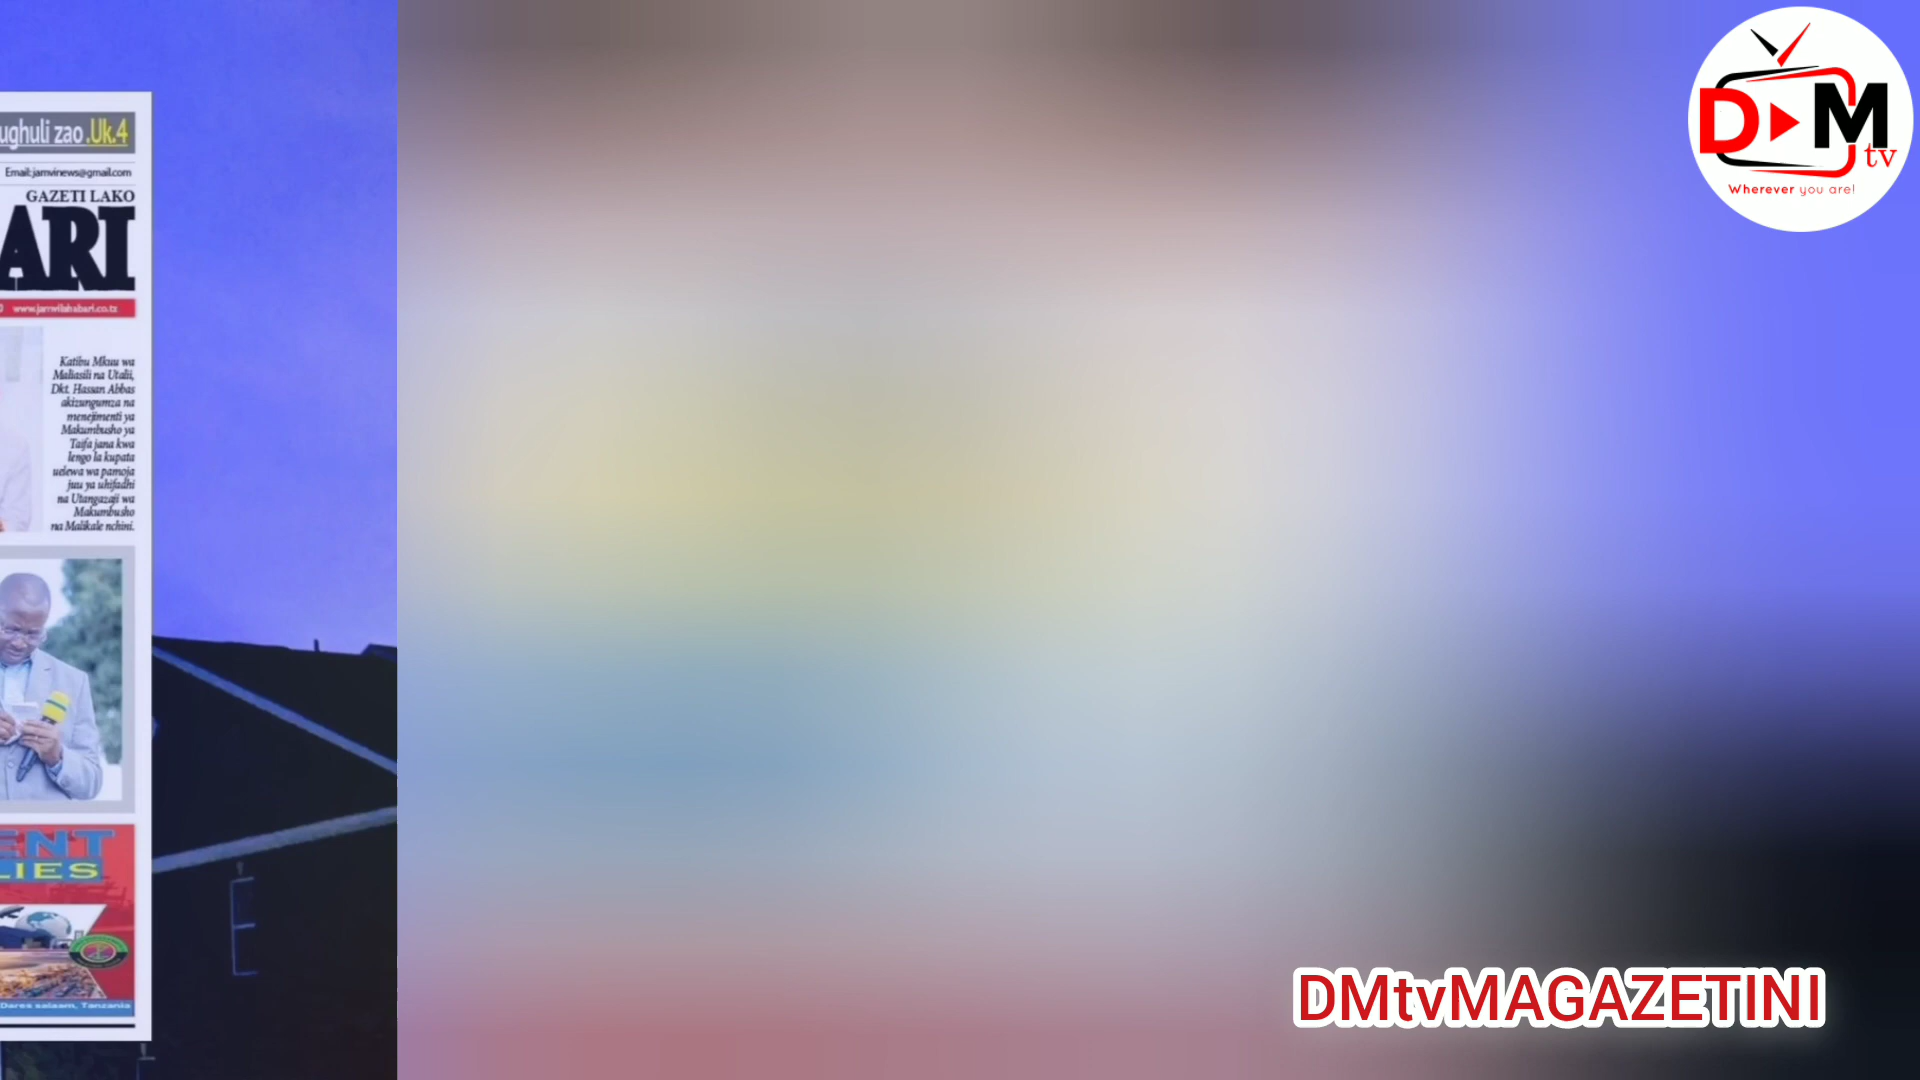 ughuli zao .Uk.4
Email: jamvinews@gmail.com
GAZETI LAKO
ARI
www.jamvilahabari.co.tz
Katibu Mkuu wa
Maliasili na Utalii,
Dkt. Hassan Abbas
akizungumza na
menejimenti ya
Makumbusho ya
Taifa jana kwa
lengo la kupata
uelewa wa pamoja
juu ya uhifadhi
na Utangazaji wa
Makumbusho
na Malikale nchini.
ENT
LIES
Dares salaam, Tanzania
D M
tv
Wherever you are!
DMtvMAGAZETINI